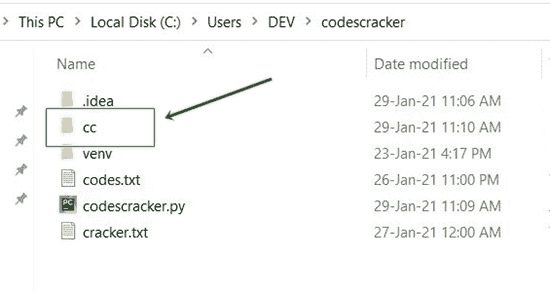 This PC > Local Disk (C:) > Users > DEV > codescracker
Name Date modified
.idea 29-Jan-21 11:06 AM
cc 29-Jan-21 11:10 AM
venv 23-Jan-21 4:17 PM
codes.txt 26-Jan-21 11:00 PM
codescracker.py 29-Jan-21 11:09 AM
cracker.txt 27-Jan-21 12:00 AM